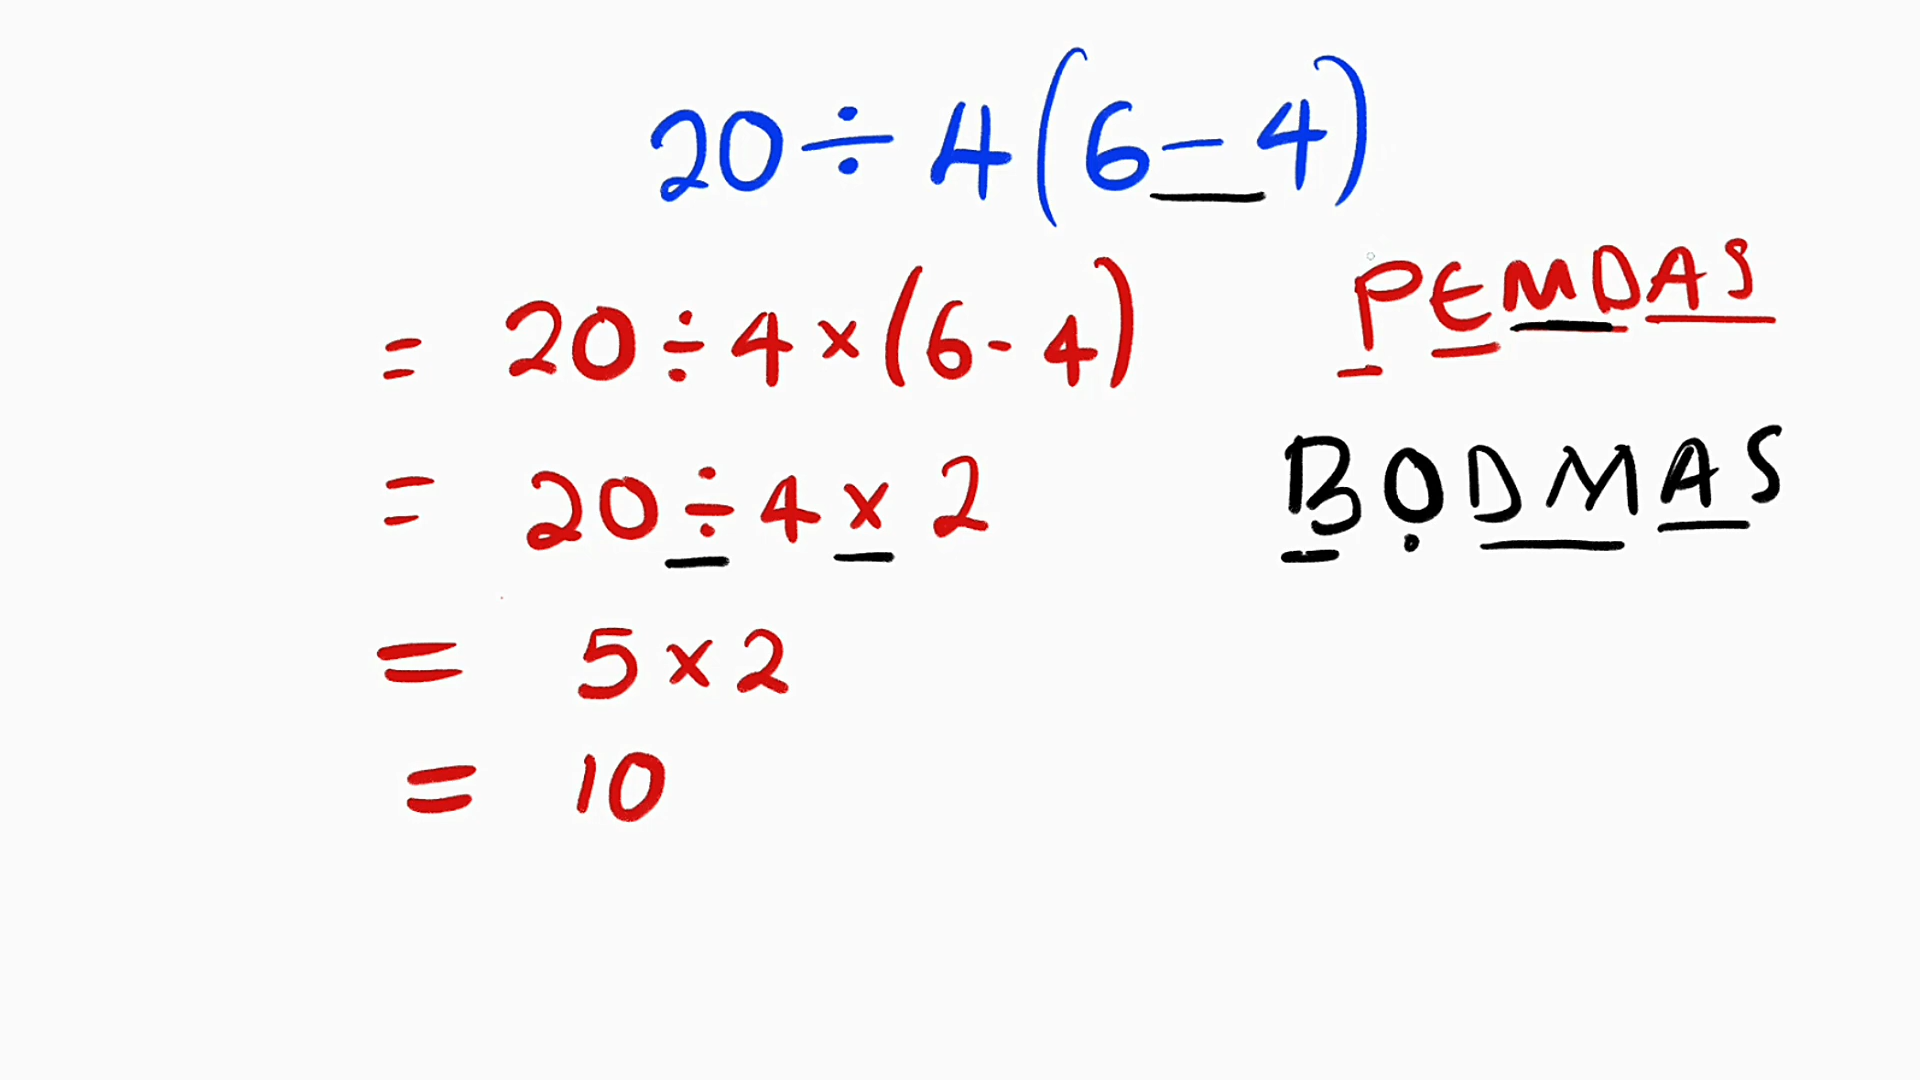 20 ÷ 4(6 - 4)
= 20 ÷ 4 × (6 - 4)
PEMDAS
= 20 ÷ 4 × 2
BODMAS
= 5 × 2
= 10